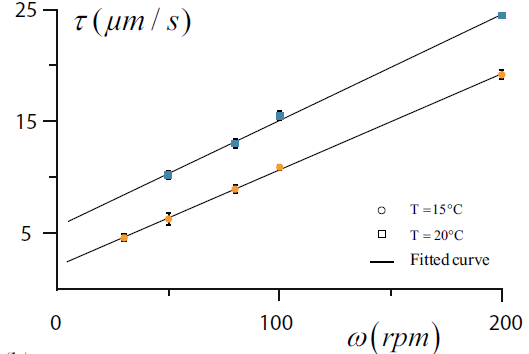 25
τ (μm / s)
15
5
T =15°C
T = 20°C
Fitted curve
0
100
200
ω(rpm)